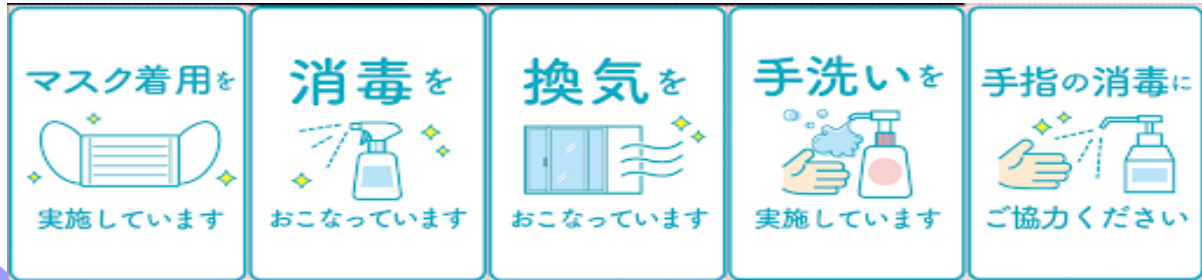 マスク着用を
実施しています
消毒を
おこなっています
換気を
おこなっています
手洗いを
実施しています
手指の消毒に
ご協力ください